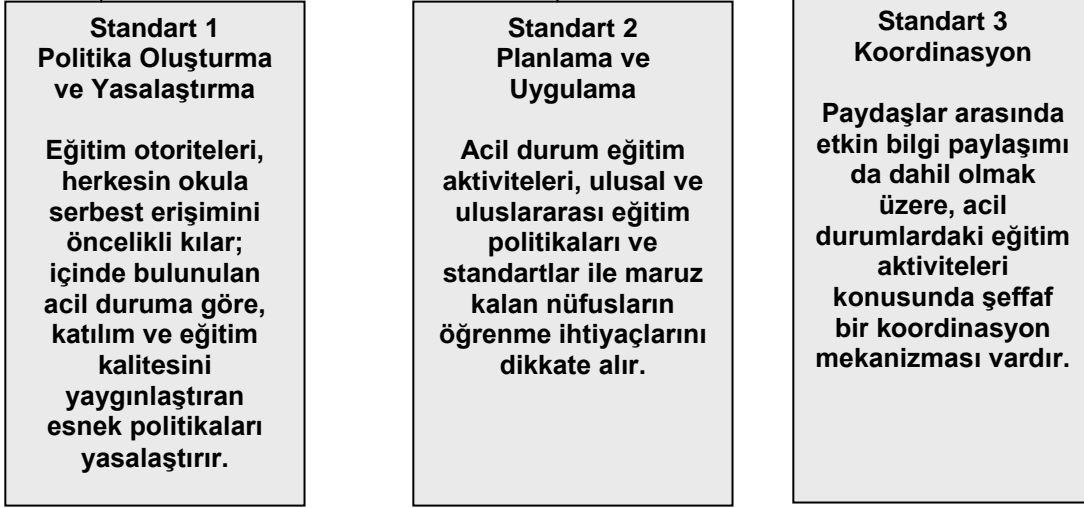 Standart 1
Politika Oluşturma
ve Yasalaştırma
Eğitim otoriteleri,
herkesin okula
serbest erişimini
öncelikli kılar;
içinde bulunulan
acil duruma göre,
katılım ve eğitim
kalitesini
yaygınlaştıran
esnek politikaları
yasalaştırır.
Standart 2
Planlama ve
Uygulama
Acil durum eğitim
aktiviteleri, ulusal ve
uluslararası eğitim
politikaları ve
standartlar ile maruz
kalan nüfusların
öğrenme ihtiyaçlarını
dikkate alır.
Standart 3
Koordinasyon
Paydaşlar arasında
etkin bilgi paylaşımı
da dahil olmak
üzere, acil
durumlardaki eğitim
aktiviteleri
konusunda şeffaf
bir koordinasyon
mekanizması vardır.